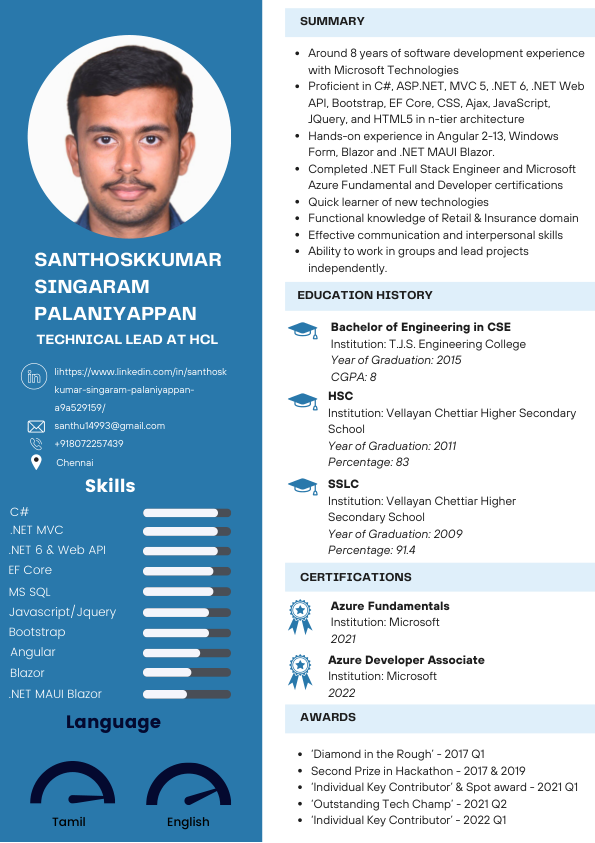 SANTHOSKKUMAR
SINGARAM
PALANIYAPPAN
TECHNICAL LEAD AT HCL
in
lihttps://www.linkedin.com/in/santhosk
kumar-singaram-palaniyappan-
a9a529159/
santhu14993@gmail.com
+918072257439
Chennai
Skills
C#
.NET MVC
.NET 6 & Web API
EF Core
MS SQL
Javascript/Jquery
Bootstrap
Angular
Blazor
.NET MAUI Blazor
Language
Tamil
English
SUMMARY
• Around 8 years of software development experience
with Microsoft Technologies
• Proficient in C#, ASP.NET, MVC 5, .NET 6, .NET Web
API, Bootstrap, EF Core, CSS, Ajax, JavaScript,
JQuery, and HTML5 in n-tier architecture
• Hands-on experience in Angular 2-13, Windows
Form, Blazor and .NET MAUI Blazor.
• Completed .NET Full Stack Engineer and Microsoft
Azure Fundamental and Developer certifications
• Quick learner of new technologies
• Functional knowledge of Retail & Insurance domain
• Effective communication and interpersonal skills
• Ability to work in groups and lead projects
independently.
EDUCATION HISTORY
Bachelor of Engineering in CSE
Institution: T.J.S. Engineering College
Year of Graduation: 2015
CGPA: 8
HSC
Institution: Vellayan Chettiar Higher Secondary
School
Year of Graduation: 2011
Percentage: 83
SSLC
Institution: Vellayan Chettiar Higher
Secondary School
Year of Graduation: 2009
Percentage: 91.4
CERTIFICATIONS
Azure Fundamentals
Institution: Microsoft
2021
Azure Developer Associate
Institution: Microsoft
2022
AWARDS
• 'Diamond in the Rough' - 2017 Q1
• Second Prize in Hackathon - 2017 & 2019
• 'Individual Key Contributor' & Spot award - 2021 Q1
• 'Outstanding Tech Champ' - 2021 Q2
• 'Individual Key Contributor' - 2022 Q1